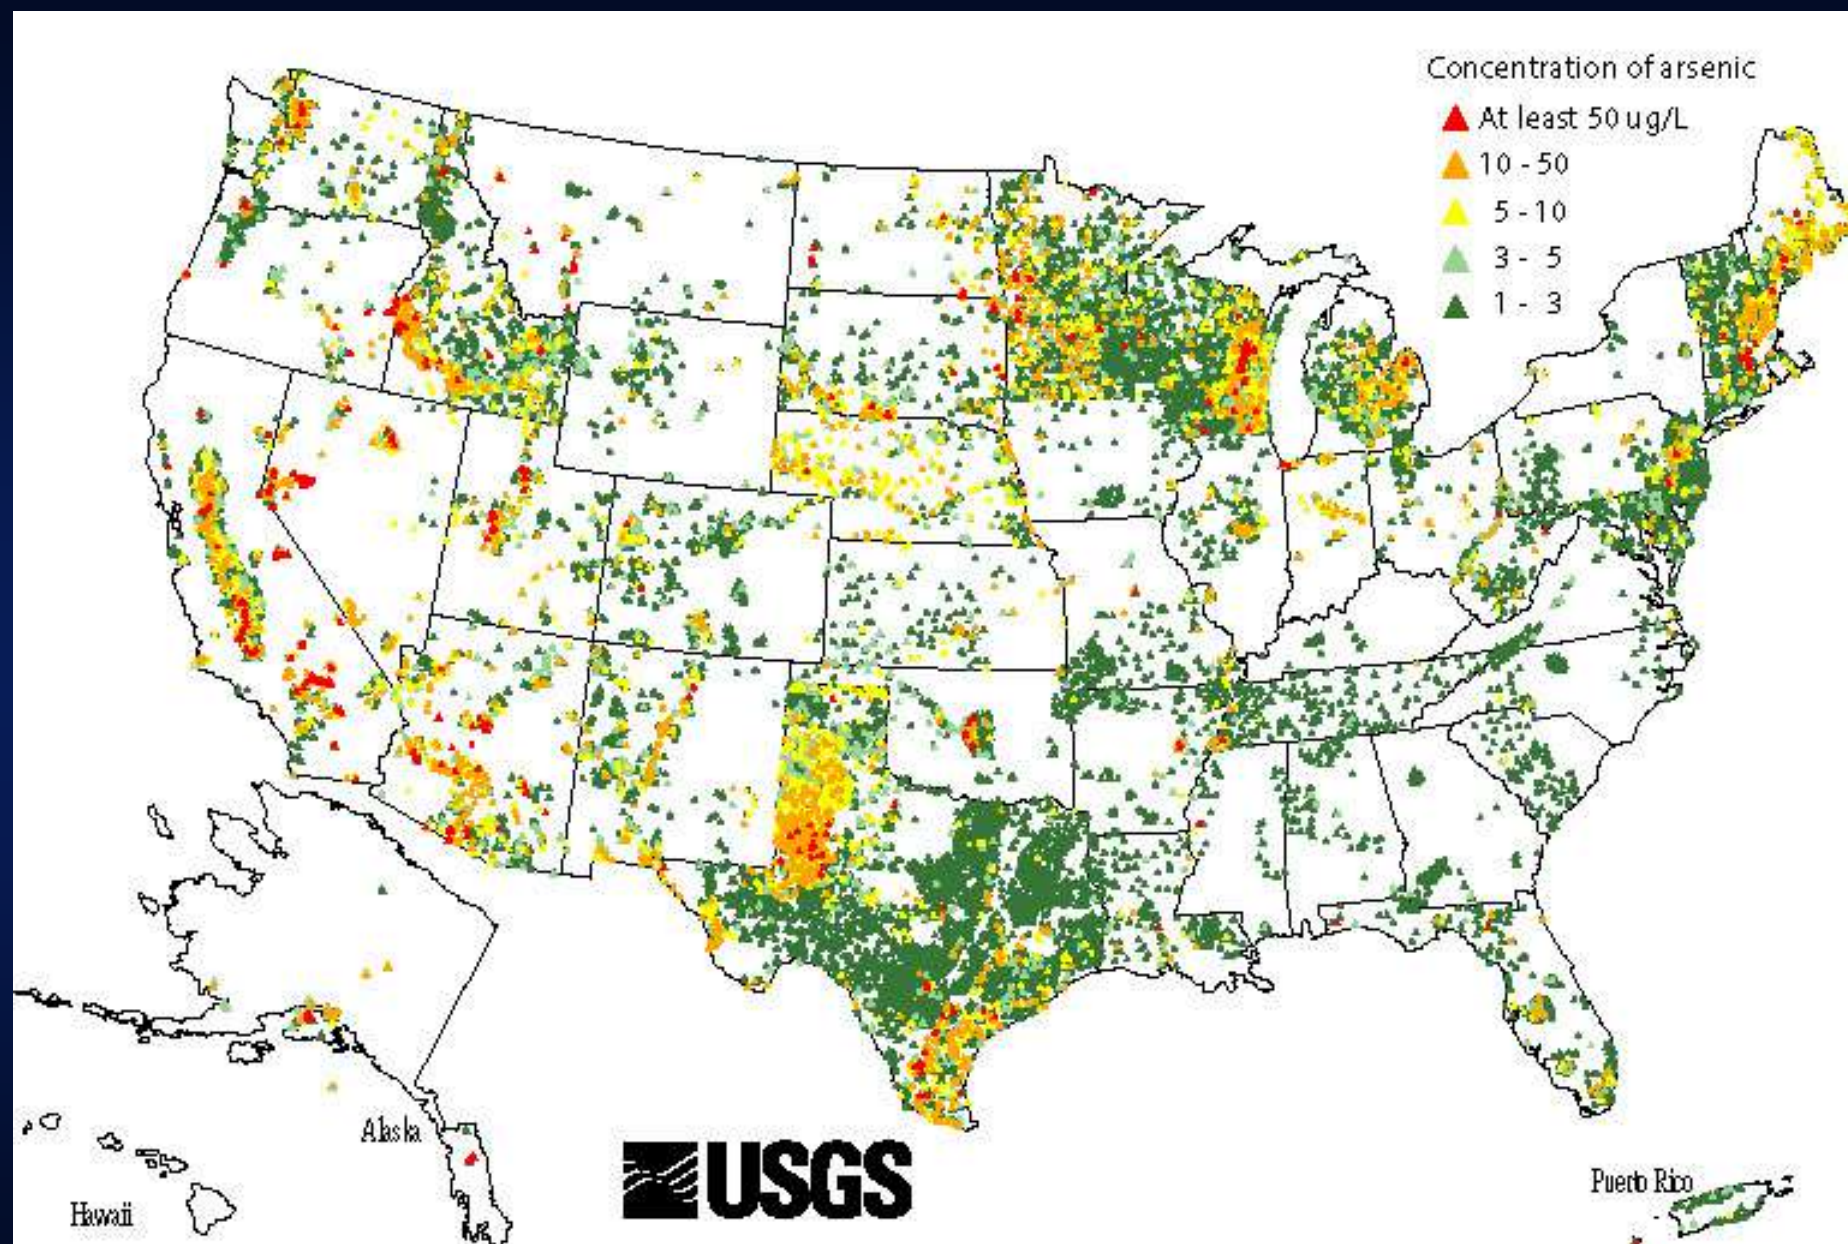 Concentration of arsenic
At least 50 ug/L
10 - 50
5 - 10
3 - 5
1 - 3
Alaska
Hawaii
USGS
Puerto Rico